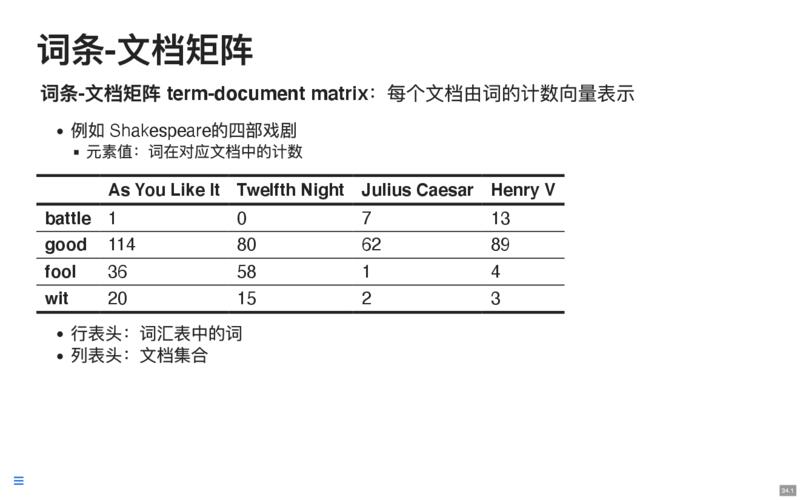 词条-文档矩阵
词条-文档矩阵 term-document matrix：每个文档由词的计数向量表示
例如 Shakespeare的四部戏剧
元素值：词在对应文档中的计数
As You Like It Twelfth Night Julius Caesar Henry V
battle 1 0 7 13
good 114 80 62 89
fool 36 58 1 4
wit 20 15 2 3
行表头：词汇表中的词
列表头：文档集合
34.1